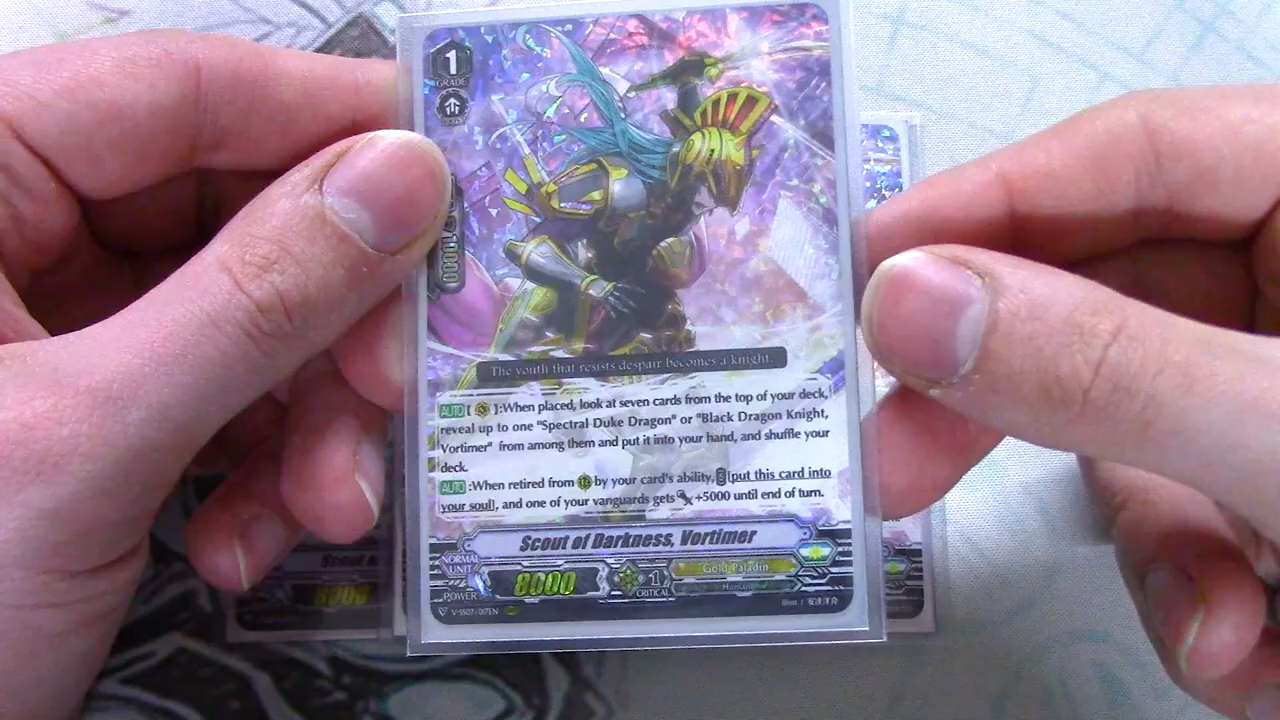 1
GRADE
10000
The youth that resists despair becomes a knight.
AUTO [ ]:When placed, look at seven cards from the top of your deck,
reveal up to one "Spectral Duke Dragon" or "Black Dragon Knight,
Vortimer" from among them and put it into your hand, and shuffle your
deck.
AUTO :When retired from by your card's ability, [put this card into
your soul], and one of your vanguards gets +5000 until end of turn.
Scout of Darkness, Vortimer
NORMAL
UNIT
POWER
8000
1
CRITICAL
Gold Paladin
Human
V-SS07/017EN
Illust /